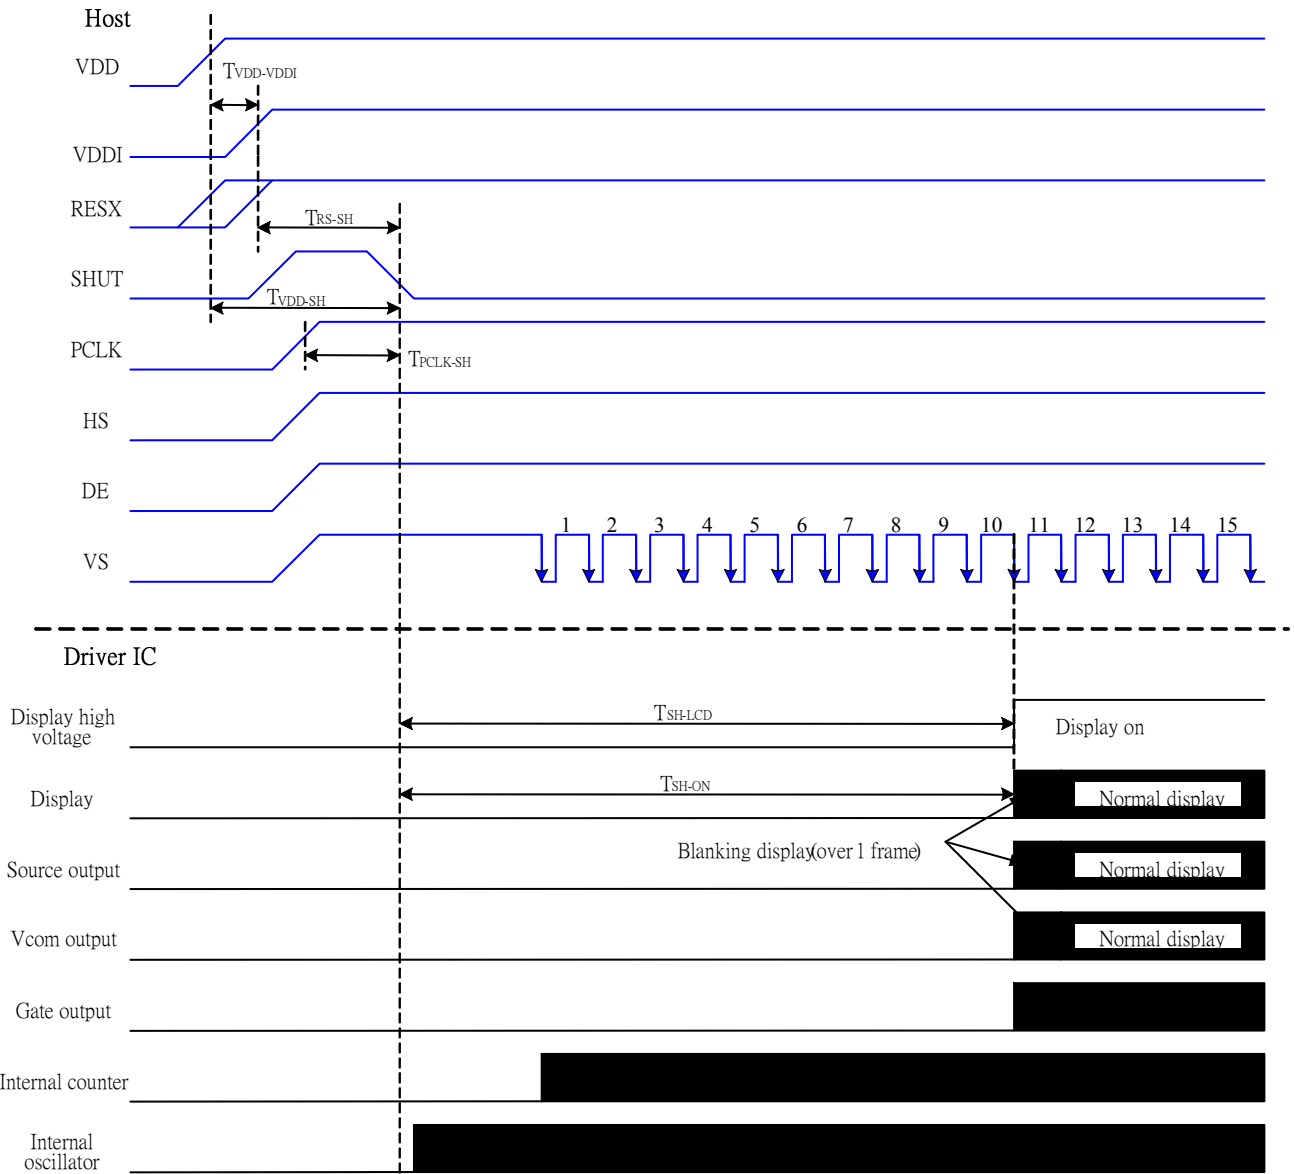 Host
VDD
TVDD-VDDI
VDDI
RESX
TRS-SH
SHUT
TVDD-SH
PCLK
TPCLK-SH
HS
DE
VS
1 2 3 4 5 6 7 8 9 10 11 12 13 14 15
Driver IC
Display high
voltage
TSH-LCD
Display on
Display
TSH-ON
Normal display
Blanking display(over 1 frame)
Source output
Normal display
Vcom output
Normal display
Gate output
Internal counter
Internal
oscillator